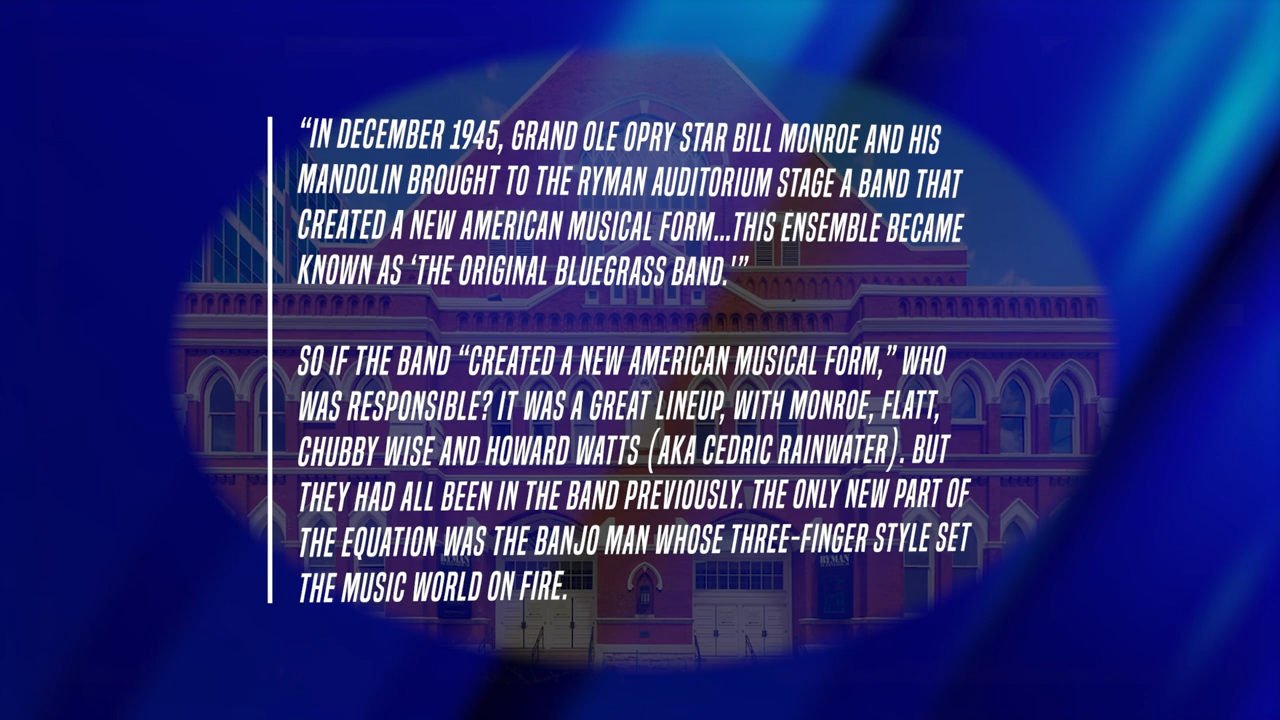 “IN DECEMBER 1945, GRAND OLE OPRY STAR BILL MONROE AND HIS
MANDOLIN BROUGHT TO THE RYMAN AUDITORIUM STAGE A BAND THAT
CREATED A NEW AMERICAN MUSICAL FORM...THIS ENSEMBLE BECAME
KNOWN AS ‘THE ORIGINAL BLUEGRASS BAND.'”
SO IF THE BAND “CREATED A NEW AMERICAN MUSICAL FORM,” WHO
WAS RESPONSIBLE? IT WAS A GREAT LINEUP, WITH MONROE, FLATT,
CHUBBY WISE AND HOWARD WATTS (AKA CEDRIC RAINWATER). BUT
THEY HAD ALL BEEN IN THE BAND PREVIOUSLY. THE ONLY NEW PART OF
THE EQUATION WAS THE BANJO MAN WHOSE THREE-FINGER STYLE SET
THE MUSIC WORLD ON FIRE.
RYMAN
RYMAN